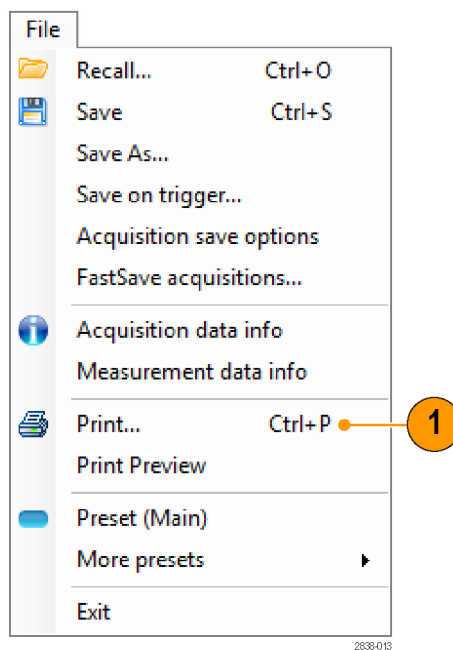 File
Recall... Ctrl+O
Save Ctrl+S
Save As...
Save on trigger...
Acquisition save options
FastSave acquisitions...
Acquisition data info
Measurement data info
Print... Ctrl+P 1
Print Preview
Preset (Main)
More presets
Exit
2838-013